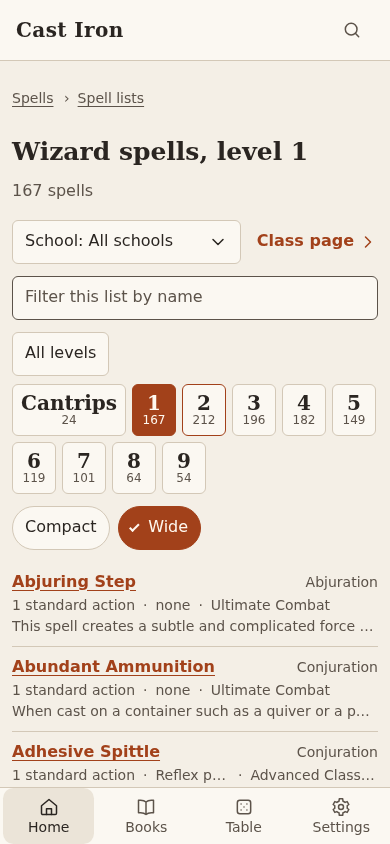 Cast Iron
Spells › Spell lists
Wizard spells, level 1
167 spells
School: All schools
Class page
Filter this list by name
All levels
Cantrips 1 2 3 4 5
24 167 212 196 182 149
6 7 8 9
119 101 64 54
Compact Wide
Abjuring Step Abjuration
1 standard action · none · Ultimate Combat
This spell creates a subtle and complicated force ...
Abundant Ammunition Conjuration
1 standard action · none · Ultimate Combat
When cast on a container such as a quiver or a p...
Adhesive Spittle Conjuration
1 standard action · Reflex p... · Advanced Class...
Home Books Table Settings